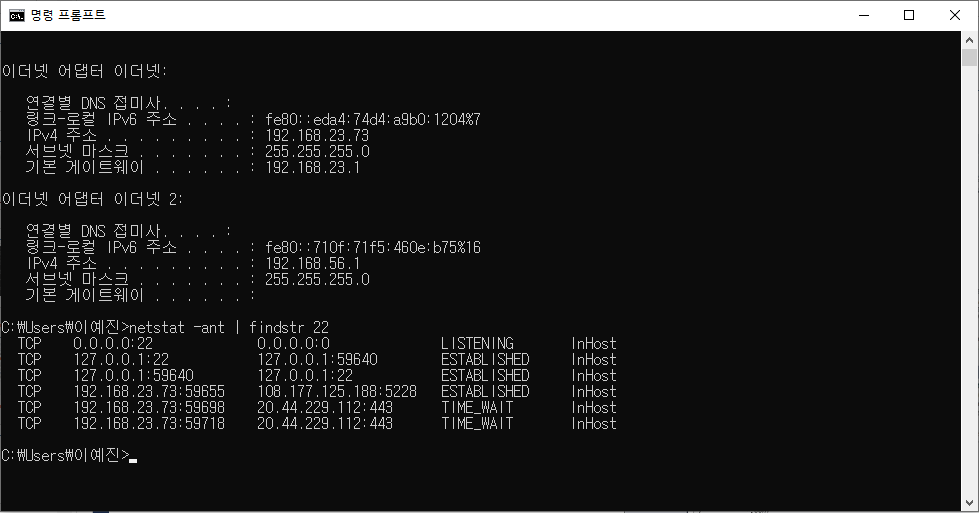 명령 프롬프트
이더넷 어댑터 이더넷:
연결별 DNS 접미사. . . . :
링크-로컬 IPv6 주소 . . . . : fe80::eda4:74d4:a9b0:1204%7
IPv4 주소 . . . . . . . . . : 192.168.23.73
서브넷 마스크 . . . . . . . : 255.255.255.0
기본 게이트웨이 . . . . . . : 192.168.23.1
이더넷 어댑터 이더넷 2:
연결별 DNS 접미사. . . . :
링크-로컬 IPv6 주소 . . . . : fe80::710f:71f5:460e:b75%16
IPv4 주소 . . . . . . . . . : 192.168.56.1
서브넷 마스크 . . . . . . . : 255.255.255.0
기본 게이트웨이 . . . . . . :
C:₩Users₩이예진>netstat -ant | findstr 22
TCP    0.0.0.0:22             0.0.0.0:0              LISTENING       InHost
TCP    127.0.0.1:22           127.0.0.1:59640        ESTABLISHED     InHost
TCP    127.0.0.1:59640        127.0.0.1:22           ESTABLISHED     InHost
TCP    192.168.23.73:59655    108.177.125.188:5228   ESTABLISHED     InHost
TCP    192.168.23.73:59698    20.44.229.112:443      TIME_WAIT       InHost
TCP    192.168.23.73:59718    20.44.229.112:443      TIME_WAIT       InHost
C:₩Users₩이예진>